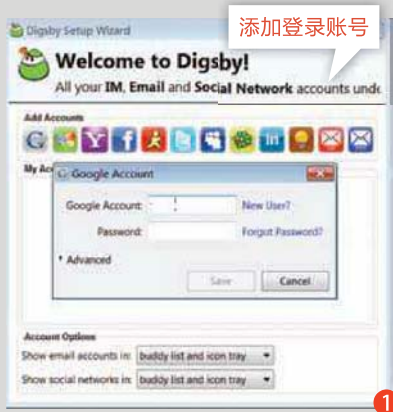 Digsby Setup Wizard
添加登录账号
Welcome to Digsby!
All your IM, Email and Social Network accounts unde
Add Accounts
My Acc
Google Account
Google Account:
New User?
Password:
Forgot Password?
Advanced
Save
Cancel
Account Options
Show email accounts in: buddy list and icon tray
Show social networks in: buddy list and icon tray
1